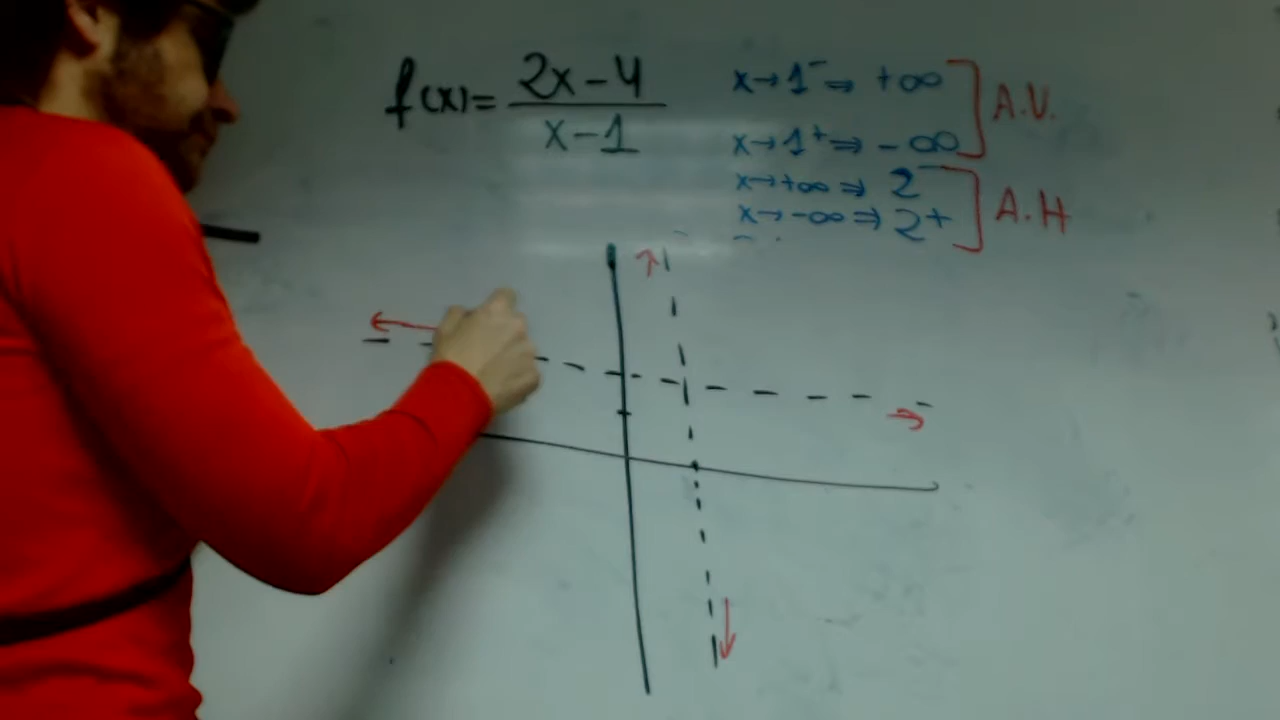 f(x)= 2x-4 / x-1
x→1⁻ ⇒ +∞
x→1⁺ ⇒ -∞
A.V.
x→+∞ ⇒ 2⁻
x→-∞ ⇒ 2⁺
A.H